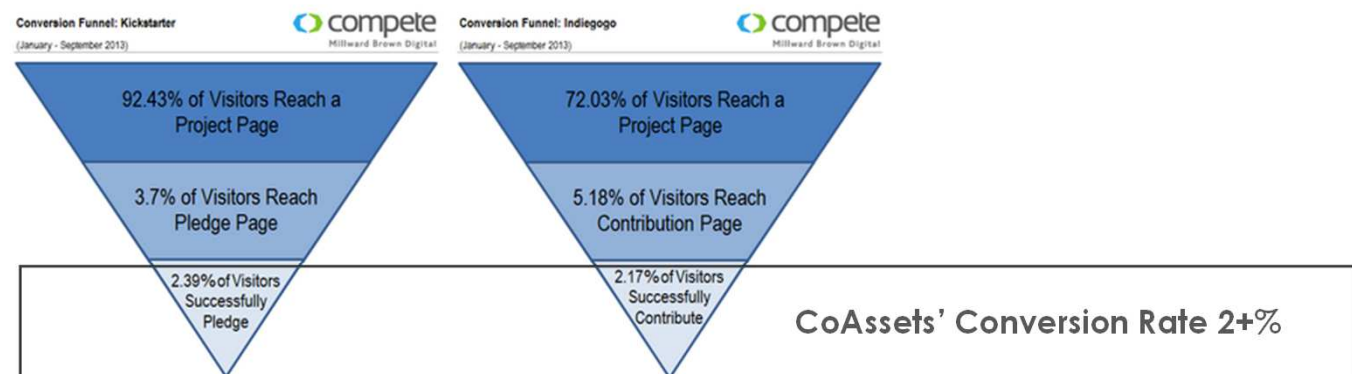 Conversion Funnel: Kickstarter
compete
(January - September 2013)
Millward Brown Digital
92.43% of Visitors Reach a
Project Page
3.7% of Visitors Reach
Pledge Page
2.39% of Visitors
Successfully
Pledge
Conversion Funnel: Indiegogo
compete
(January - September 2013)
Millward Brown Digital
72.03% of Visitors Reach a
Project Page
5.18% of Visitors Reach
Contribution Page
2.17% of Visitors
Successfully
Contribute
CoAssets' Conversion Rate 2+%